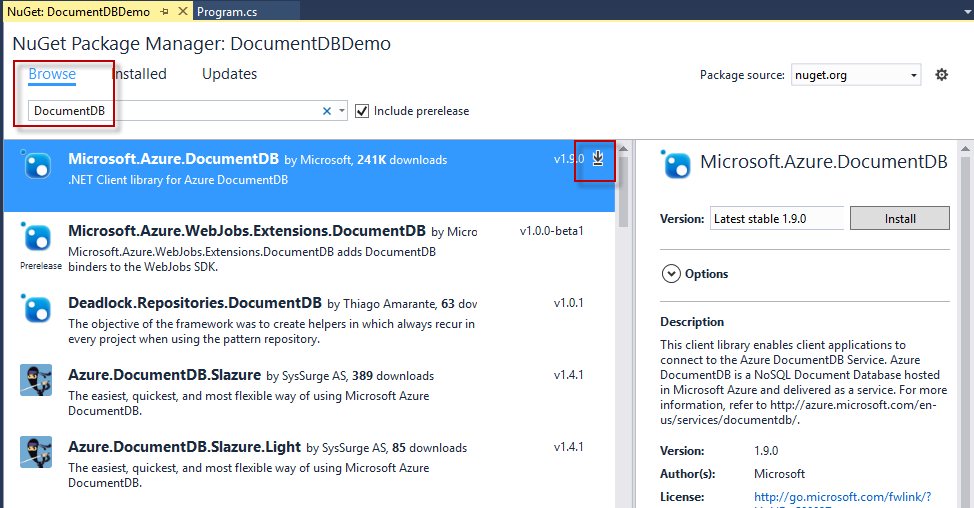 NuGet: DocumentDBDemo Program.cs
NuGet Package Manager: DocumentDBDemo
Browse Installed Updates
Package source: nuget.org
DocumentDB Include prerelease
Microsoft.Azure.DocumentDB by Microsoft, 241K downloads v1.9.0
.NET Client library for Azure DocumentDB
Microsoft.Azure.WebJobs.Extensions.DocumentDB by Micro v1.0.0-beta1
Prerelease
Microsoft.Azure.WebJobs.Extensions.DocumentDB adds DocumentDB
binders to the WebJobs SDK.
Deadlock.Repositories.DocumentDB by Thiago Amarante, 63 dow v1.0.1
The objective of the framework was to create helpers in which always recur in
every project when using the pattern repository.
Azure.DocumentDB.Slazure by SysSurge AS, 389 downloads v1.4.1
The easiest, quickest, and most flexible way of using Microsoft Azure
DocumentDB.
Azure.DocumentDB.Slazure.Light by SysSurge AS, 85 downloads v1.4.1
The easiest, quickest, and most flexible way of using Microsoft Azure
DocumentDB.
Microsoft.Azure.DocumentDB
Version: Latest stable 1.9.0 Install
Options
Description
This client library enables client applications to
connect to the Azure DocumentDB Service. Azure
DocumentDB is a NoSQL Document Database hosted
in Microsoft Azure and delivered as a service. For more
information, refer to http://azure.microsoft.com/en-
us/services/documentdb/.
Version: 1.9.0
Author(s): Microsoft
License: http://go.microsoft.com/fwlink/?